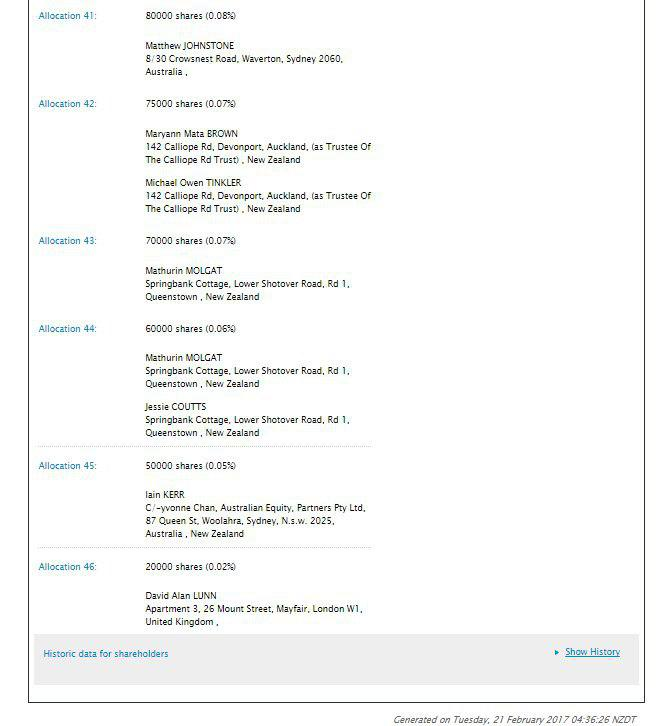 Allocation 41: 80000 shares (0.08%)
Matthew JOHNSTONE
8/30 Crowsnest Road, Waverton, Sydney 2060,
Australia ,
Allocation 42: 75000 shares (0.07%)
Maryann Mata BROWN
142 Calliope Rd, Devonport, Auckland, (as Trustee Of
The Calliope Rd Trust) , New Zealand
Michael Owen TINKLER
142 Calliope Rd, Devonport, Auckland, (as Trustee Of
The Calliope Rd Trust) , New Zealand
Allocation 43: 70000 shares (0.07%)
Mathurin MOLGAT
Springbank Cottage, Lower Shotover Road, Rd 1,
Queenstown , New Zealand
Allocation 44: 60000 shares (0.06%)
Mathurin MOLGAT
Springbank Cottage, Lower Shotover Road, Rd 1,
Queenstown , New Zealand
Jessie COUTTS
Springbank Cottage, Lower Shotover Road, Rd 1,
Queenstown , New Zealand
Allocation 45: 50000 shares (0.05%)
Iain KERR
C/-yvonne Chan, Australian Equity, Partners Pty Ltd,
87 Queen St, Woolahra, Sydney, N.s.w. 2025,
Australia , New Zealand
Allocation 46: 20000 shares (0.02%)
David Alan LUNN
Apartment 3, 26 Mount Street, Mayfair, London W1,
United Kingdom ,
Historic data for shareholders Show History
Generated on Tuesday, 21 February 2017 04:36:26 NZDT